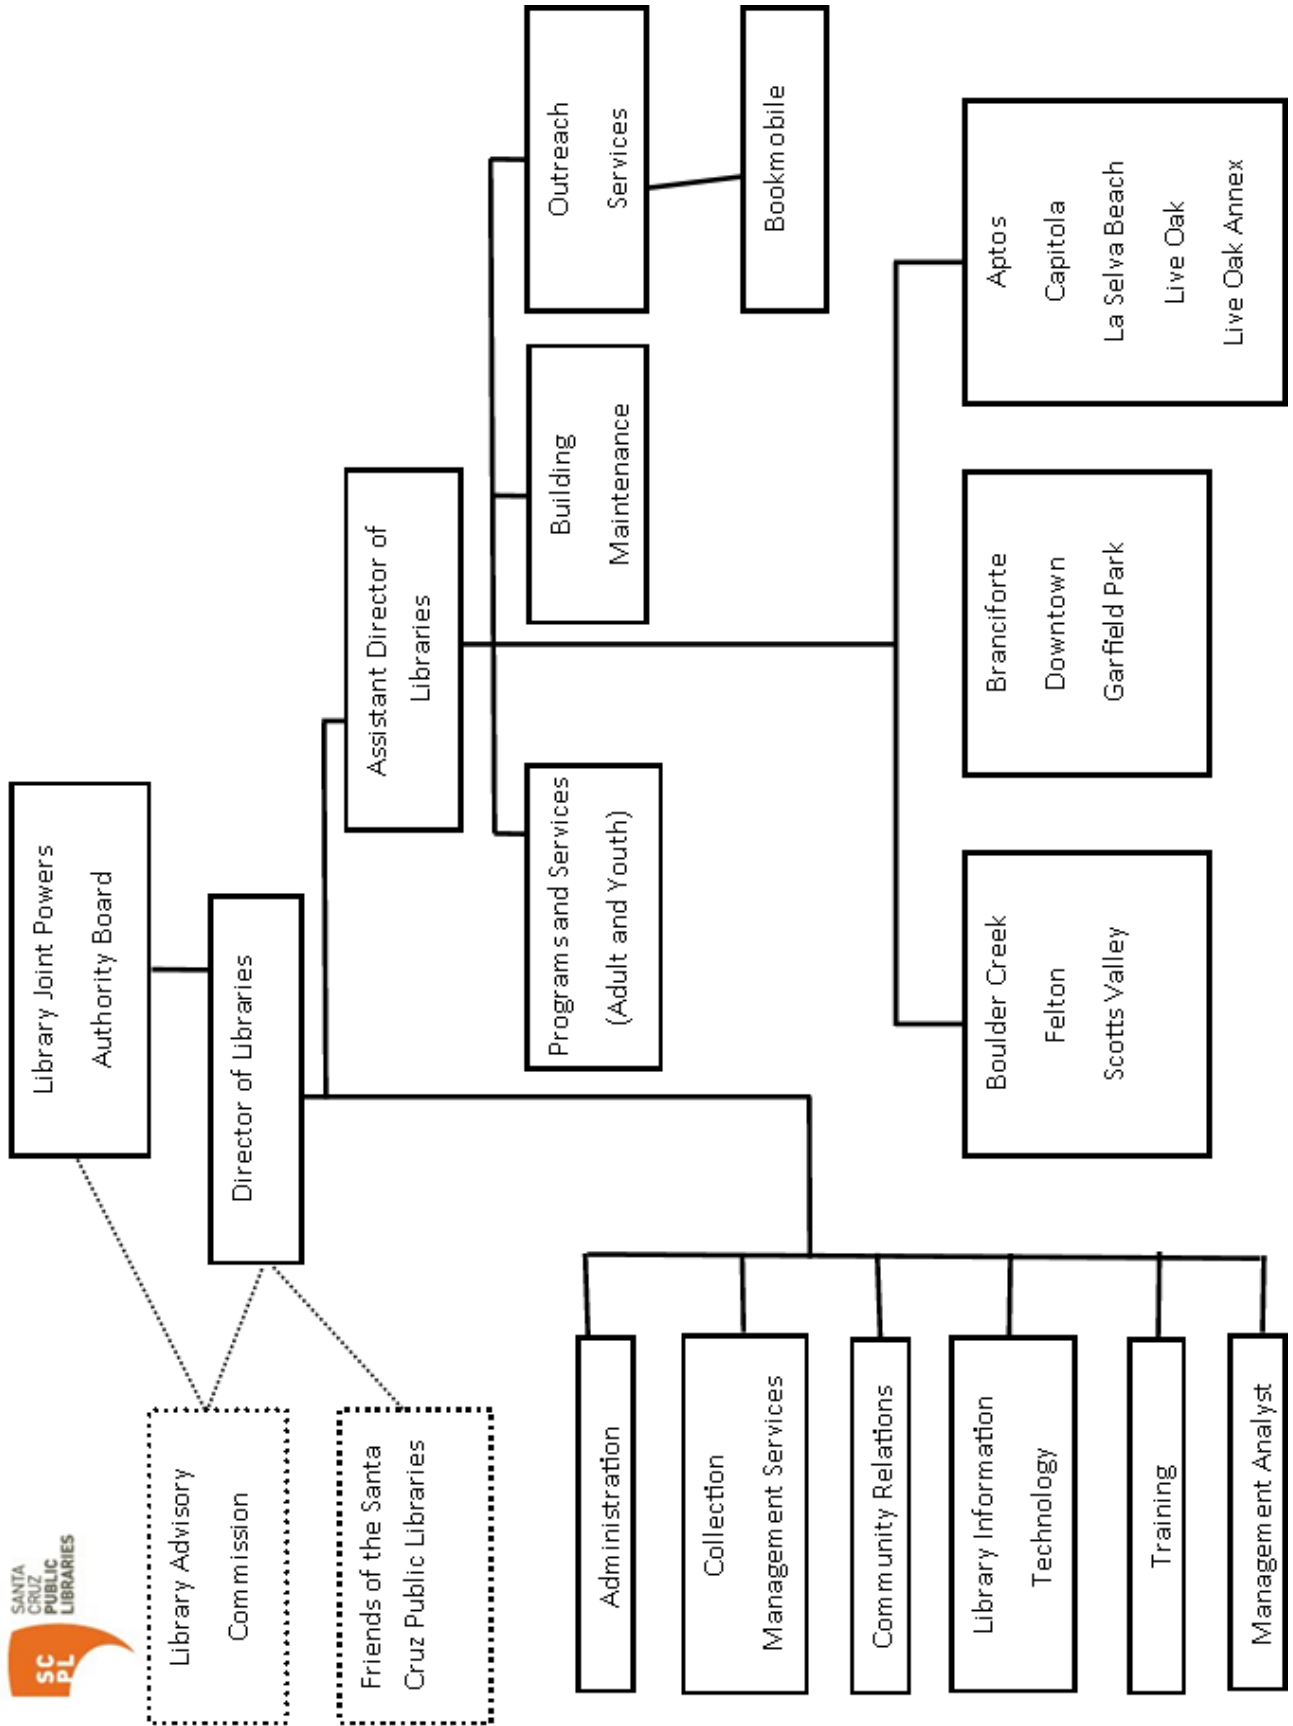 SC
PL
SANTA
CRUZ
PUBLIC
LIBRARIES
Library Joint Powers
Authority Board
Library Advisory
Commission
Director of Libraries
Friends of the Santa
Cruz Public Libraries
Assistant Director of
Libraries
Programs and Services
(Adult and Youth)
Building
Maintenance
Outreach
Services
Bookmobile
Administration
Collection
Management Services
Community Relations
Library Information
Technology
Training
Management Analyst
Boulder Creek
Felton
Scotts Valley
Branciforte
Downtown
Garfield Park
Aptos
Capitola
La Selva Beach
Live Oak
Live Oak Annex